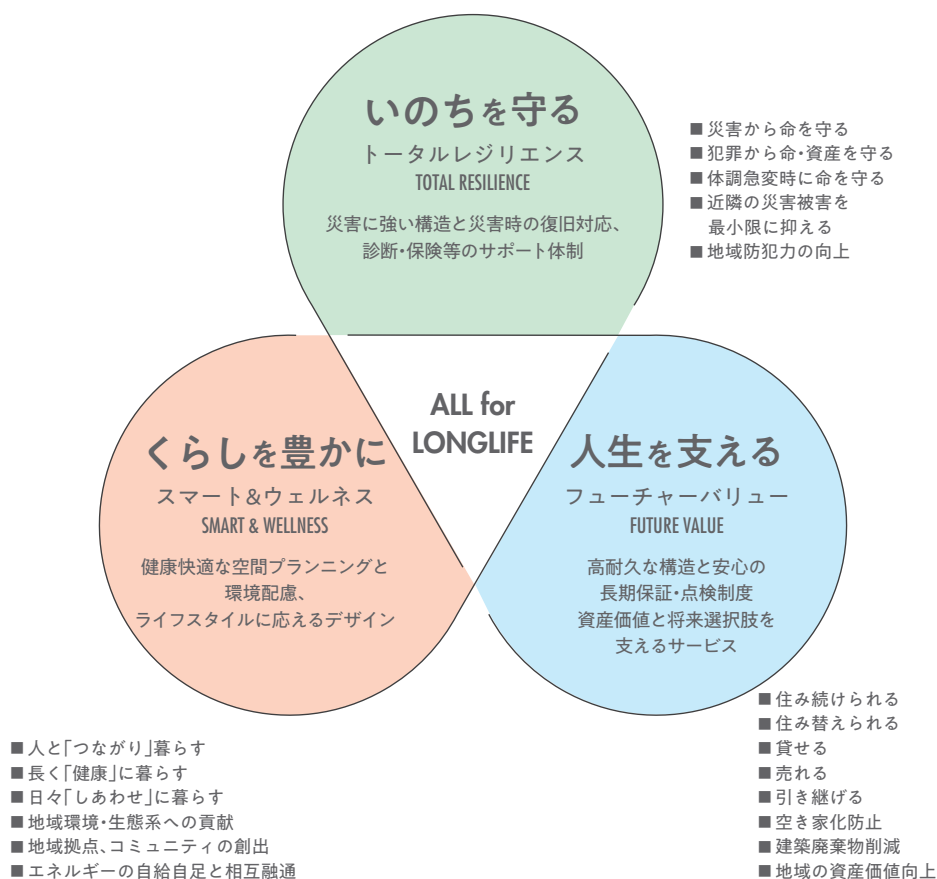 いのちを守る
トータルレジリエンス
TOTAL RESILIENCE
災害に強い構造と災害時の復旧対応、
診断・保険等のサポート体制
■災害から命を守る
■犯罪から命・資産を守る
■体調急変時に命を守る
■近隣の災害被害を
最小限に抑える
■地域防犯力の向上
ALL for
LONGLIFE
くらしを豊かに
スマート&ウェルネス
SMART & WELLNESS
健康快適な空間プランニングと
環境配慮、
ライフスタイルに応えるデザイン
人生を支える
フューチャーバリュー
FUTURE VALUE
高耐久な構造と安心の
長期保証・点検制度
資産価値と将来選択肢を
支えるサービス
■人と「つながり」暮らす
■長く「健康」に暮らす
■日々「しあわせ」に暮らす
■地域環境・生態系への貢献
■地域拠点、コミュニティの創出
■エネルギーの自給自足と相互融通
■住み続けられる
■住み替えられる
■貸せる
■売れる
■引き継げる
■空き家化防止
■建築廃棄物削減
■地域の資産価値向上